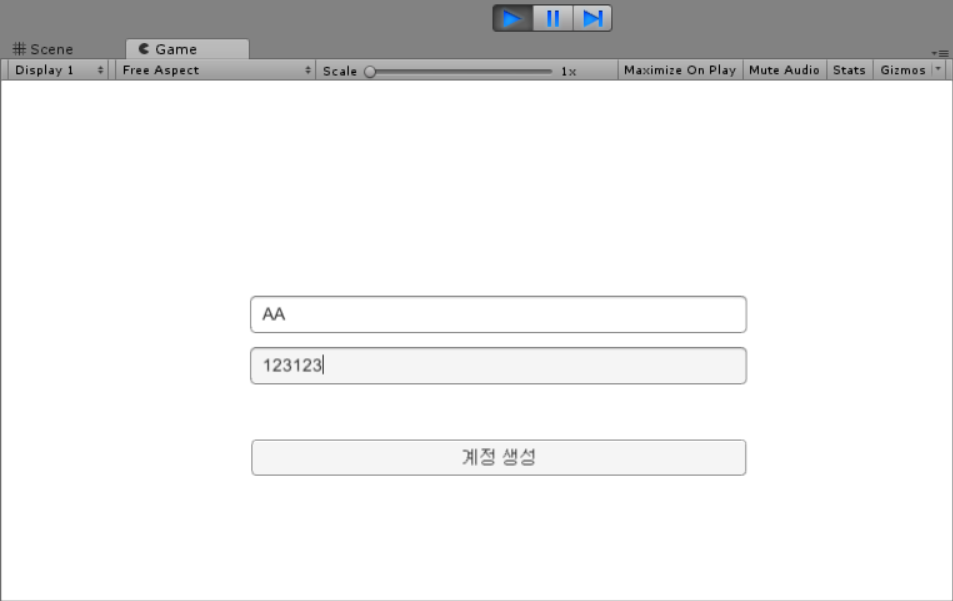 Scene Game
Display 1 Free Aspect Scale 1x Maximize On Play Mute Audio Stats Gizmos
AA
123123
계정 생성